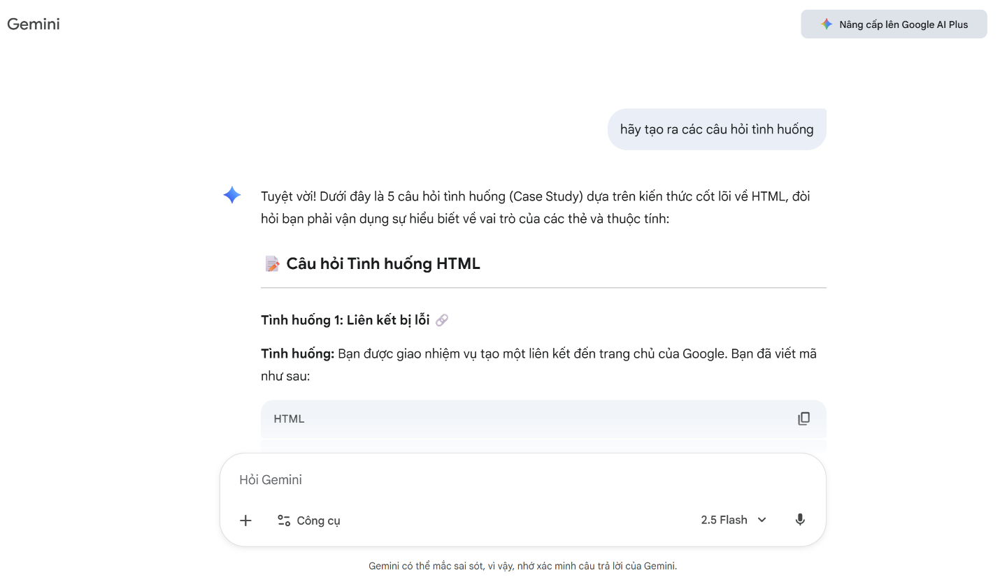 Gemini
Nâng cấp lên Google AI Plus
hãy tạo ra các câu hỏi tình huống
Tuyệt vời! Dưới đây là 5 câu hỏi tình huống (Case Study) dựa trên kiến thức cốt lõi về HTML, đòi
hỏi bạn phải vận dụng sự hiểu biết về vai trò của các thẻ và thuộc tính:
📝 Câu hỏi Tình huống HTML
Tình huống 1: Liên kết bị lỗi 🔗
Tình huống: Bạn được giao nhiệm vụ tạo một liên kết đến trang chủ của Google. Bạn đã viết mã
như sau:
HTML
Hỏi Gemini
Công cụ
2.5 Flash
Gemini có thể mắc sai sót, vì vậy, nhớ xác minh câu trả lời của Gemini.